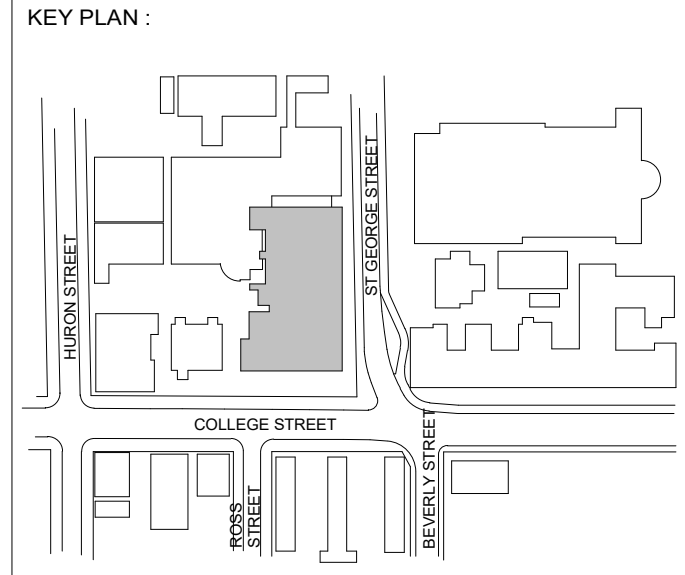 KEY PLAN :
HURON STREET
ST GEORGE STREET
COLLEGE STREET
ROSS
STREET
BEVERLY STREET